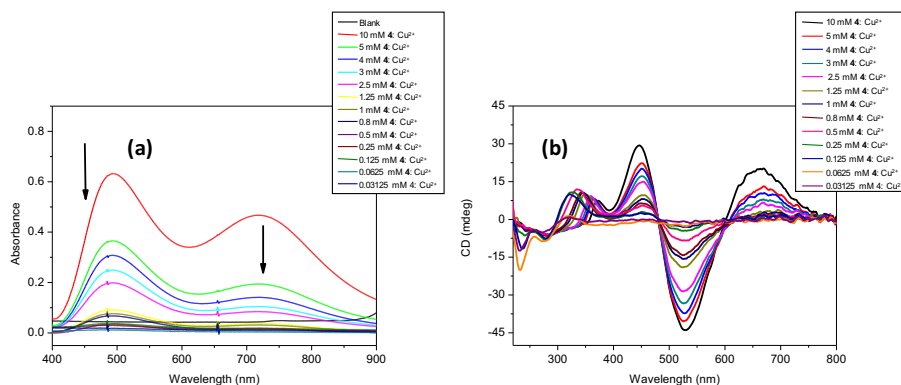 Blank
10 mM 4: Cu²⁺
5 mM 4: Cu²⁺
4 mM 4: Cu²⁺
3 mM 4: Cu²⁺
2.5 mM 4: Cu²⁺
1.25 mM 4: Cu²⁺
1 mM 4: Cu²⁺
0.8 mM 4: Cu²⁺
0.5 mM 4: Cu²⁺
0.25 mM 4: Cu²⁺
0.125 mM 4: Cu²⁺
0.0625 mM 4: Cu²⁺
0.03125 mM 4: Cu²⁺
(a)
Absorbance
0.8
0.6
0.4
0.2
0.0
400 500 600 700 800 900
Wavelength (nm)
10 mM 4: Cu²⁺
5 mM 4: Cu²⁺
4 mM 4: Cu²⁺
3 mM 4: Cu²⁺
2.5 mM 4: Cu²⁺
1.25 mM 4: Cu²⁺
1 mM 4: Cu²⁺
0.8 mM 4: Cu²⁺
0.5 mM 4: Cu²⁺
0.25 mM 4: Cu²⁺
0.125 mM 4: Cu²⁺
0.0625 mM 4: Cu²⁺
0.03125 mM 4: Cu²⁺
(b)
CD (mdeg)
45
30
15
0
-15
-30
-45
300 400 500 600 700 800
Wavelength (nm)